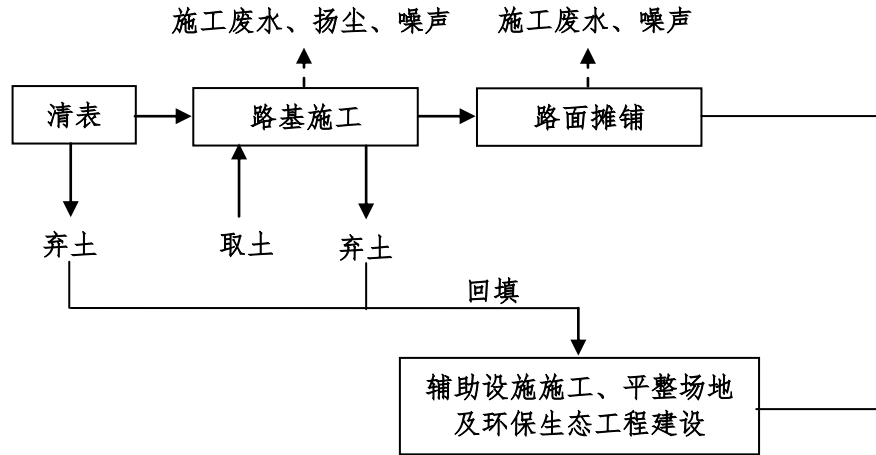 施工废水、扬尘、噪声
施工废水、噪声
清表
路基施工
路面摊铺
弃土
取土
弃土
回填
辅助设施施工、平整场地
及环保生态工程建设